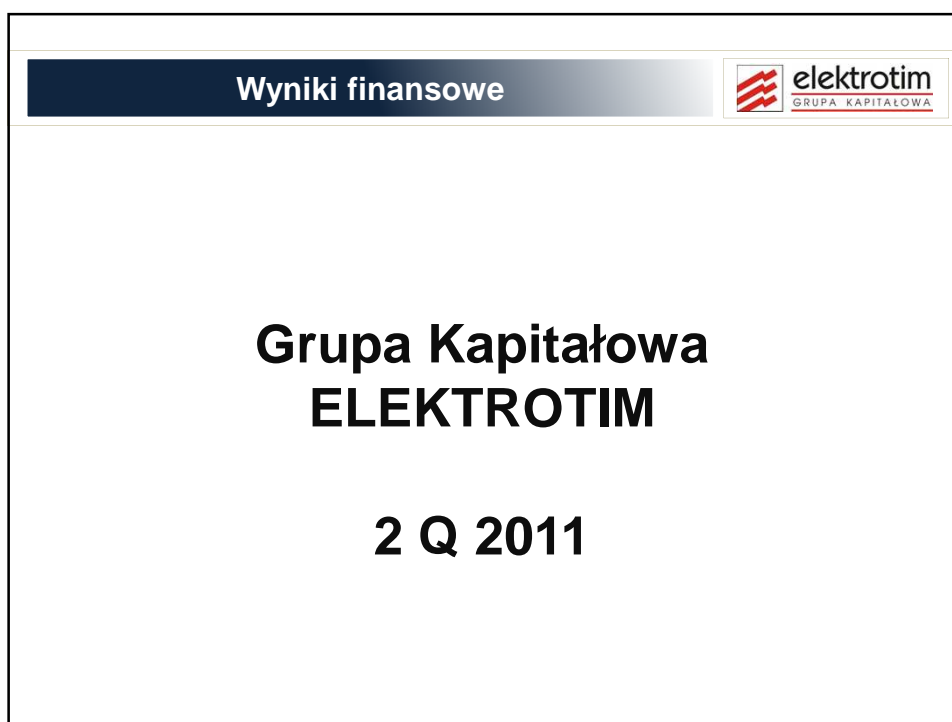 Wyniki finansowe
elektrotim
GRUPA KAPITAŁOWA
Grupa Kapitałowa
ELEKTROTIM
2 Q 2011